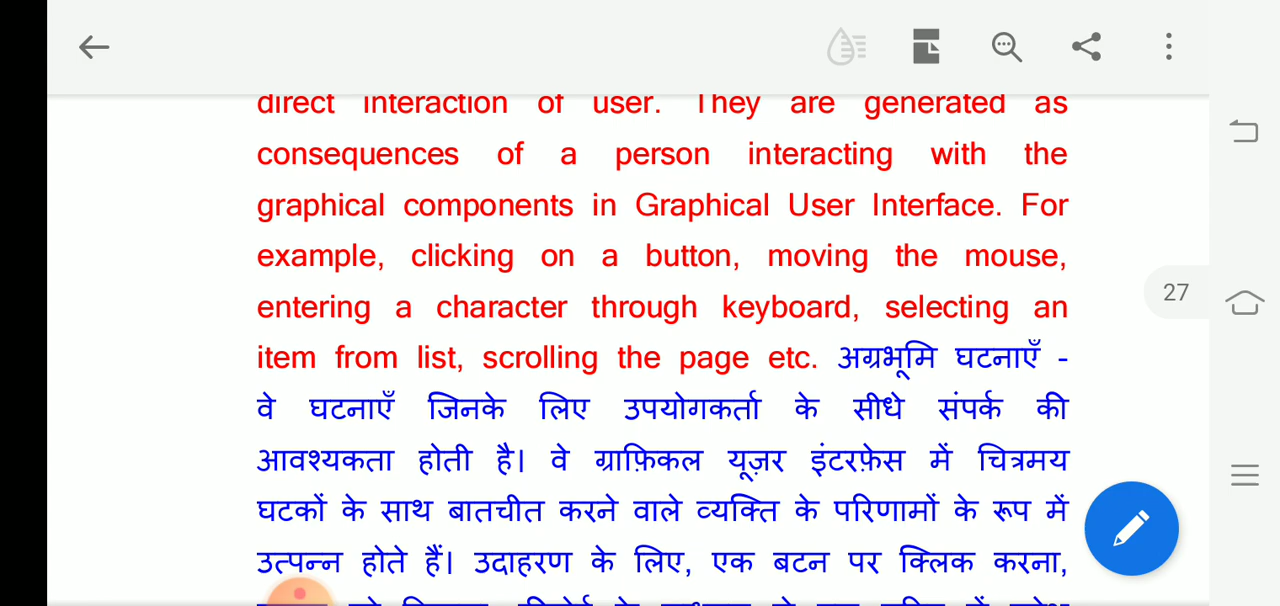 direct interaction of user. They are generated as
consequences of a person interacting with the
graphical components in Graphical User Interface. For
example, clicking on a button, moving the mouse,
entering a character through keyboard, selecting an
item from list, scrolling the page etc. अग्रभूमि घटनाएँ -
वे घटनाएँ जिनके लिए उपयोगकर्ता के सीधे संपर्क की
आवश्यकता होती है। वे ग्राफ़िकल यूज़र इंटरफ़ेस में चित्रमय
घटकों के साथ बातचीत करने वाले व्यक्ति के परिणामों के रूप में
उत्पन्न होते हैं। उदाहरण के लिए, एक बटन पर क्लिक करना,
27